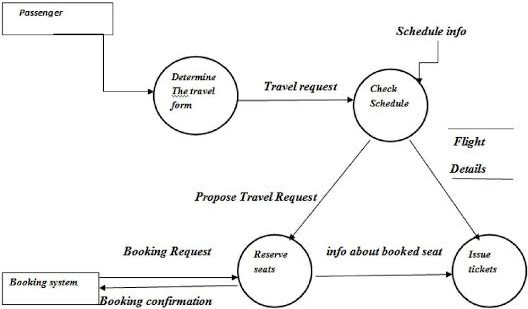 Passenger
Schedule info
Determine
The travel
form
Travel request
Check
Schedule
Flight
Details
Propose Travel Request
Booking Request
Reserve
seats
info about booked seat
Issue
tickets
Booking system
Booking confirmation